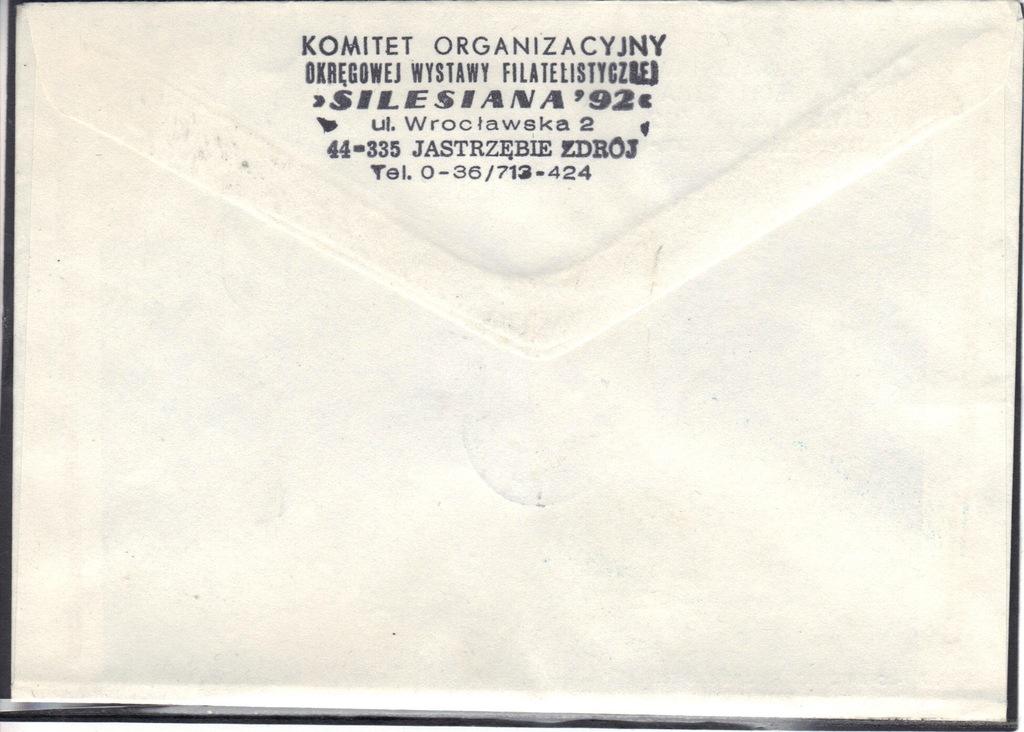 KOMITET ORGANIZACYJNY
OKRĘGOWEJ WYSTAWY FILATELISTYCZNEJ
»SILESIANA '92«
ul. Wrocławska 2
44-335 JASTRZĘBIE ZDRÓJ
Tel. 0-36/713-424